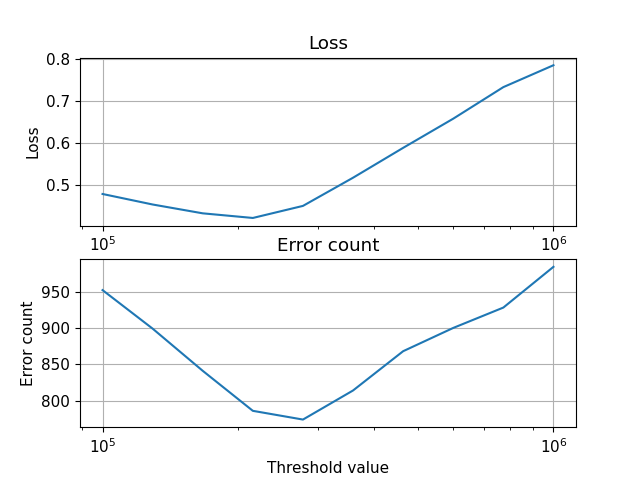 Loss
Loss
0.8
0.7
0.6
0.5
10⁵
10⁶
Error count
Error count
950
900
850
800
10⁵
10⁶
Threshold value